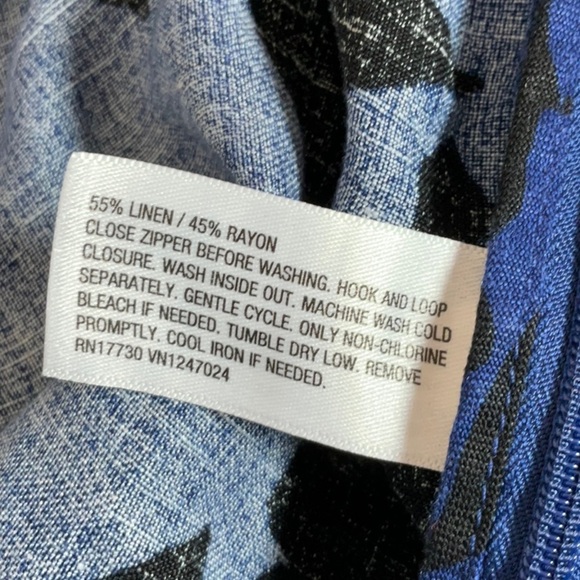 55% LINEN / 45% RAYON
CLOSE ZIPPER BEFORE WASHING. HOOK AND LOOP
CLOSURE. WASH INSIDE OUT. MACHINE WASH COLD
SEPARATELY. GENTLE CYCLE. ONLY NON-CHLORINE
BLEACH IF NEEDED. TUMBLE DRY LOW. REMOVE
PROMPTLY. COOL IRON IF NEEDED.
RN17730 VN1247024